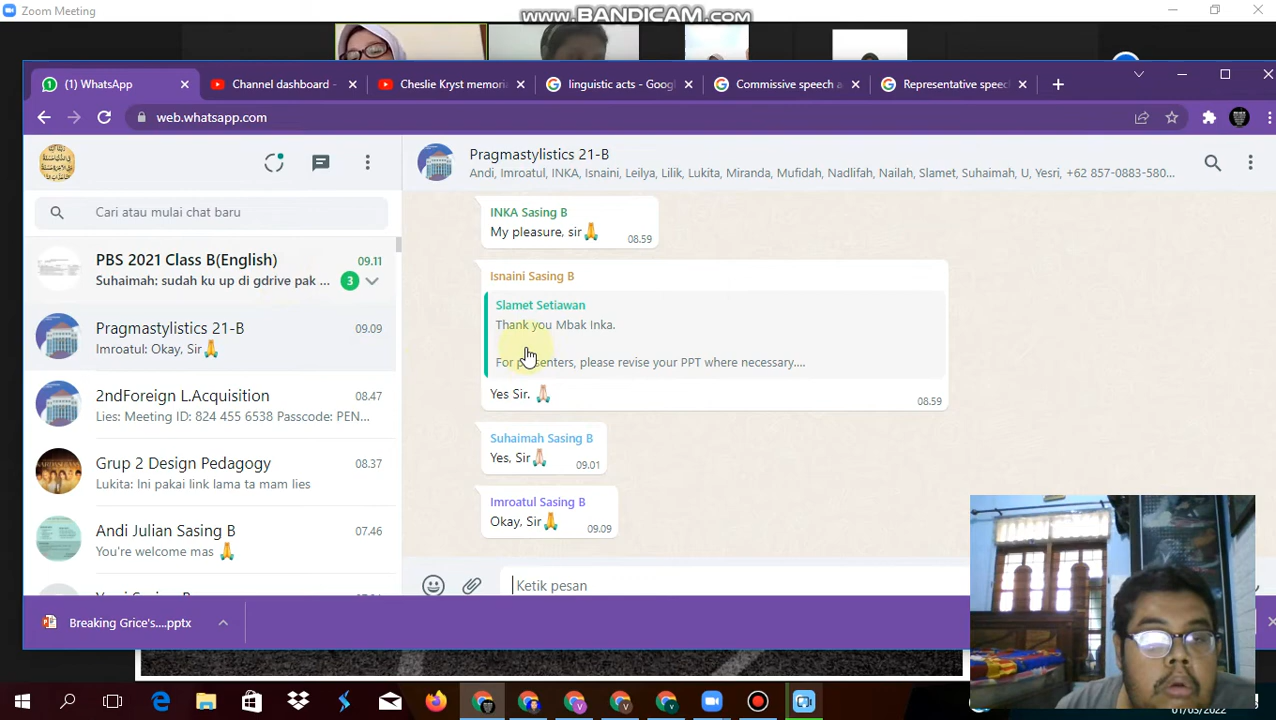 Zoom Meeting
www.BANDICAM.com
(1) WhatsApp
Channel dashboard -
Cheslie Kryst memori
linguistic acts - Goog
Commissive speech a
Representative speec
web.whatsapp.com
Pragmastylistics 21-B
Andi, Imroatul, INKA, Isnaini, Leilya, Lilik, Lukita, Miranda, Mufidah, Nadlifah, Nailah, Slamet, Suhaimah, U, Yesri, +62 857-0883-580...
Cari atau mulai chat baru
PBS 2021 Class B(English)
09.11
Suhaimah: sudah ku up di gdrive pak ...
3
Pragmastylistics 21-B
09.09
Imroatul: Okay, Sir🙏
2ndForeign L.Acquisition
08.47
Lies: Meeting ID: 824 455 6538 Passcode: PEN...
Grup 2 Design Pedagogy
08.37
Lukita: Ini pakai link lama ta mam lies
Andi Julian Sasing B
07.46
You're welcome mas 🙏
INKA Sasing B
My pleasure, sir🙏
08.59
Isnaini Sasing B
Slamet Setiawan
Thank you Mbak Inka.
For presenters, please revise your PPT where necessary....
Yes Sir. 🙏🏻
08.59
Suhaimah Sasing B
Yes, Sir🙏🏻
09.01
Imroatul Sasing B
Okay, Sir🙏
09.09
Ketik pesan
Breaking Grice's....pptx
01/03/2022